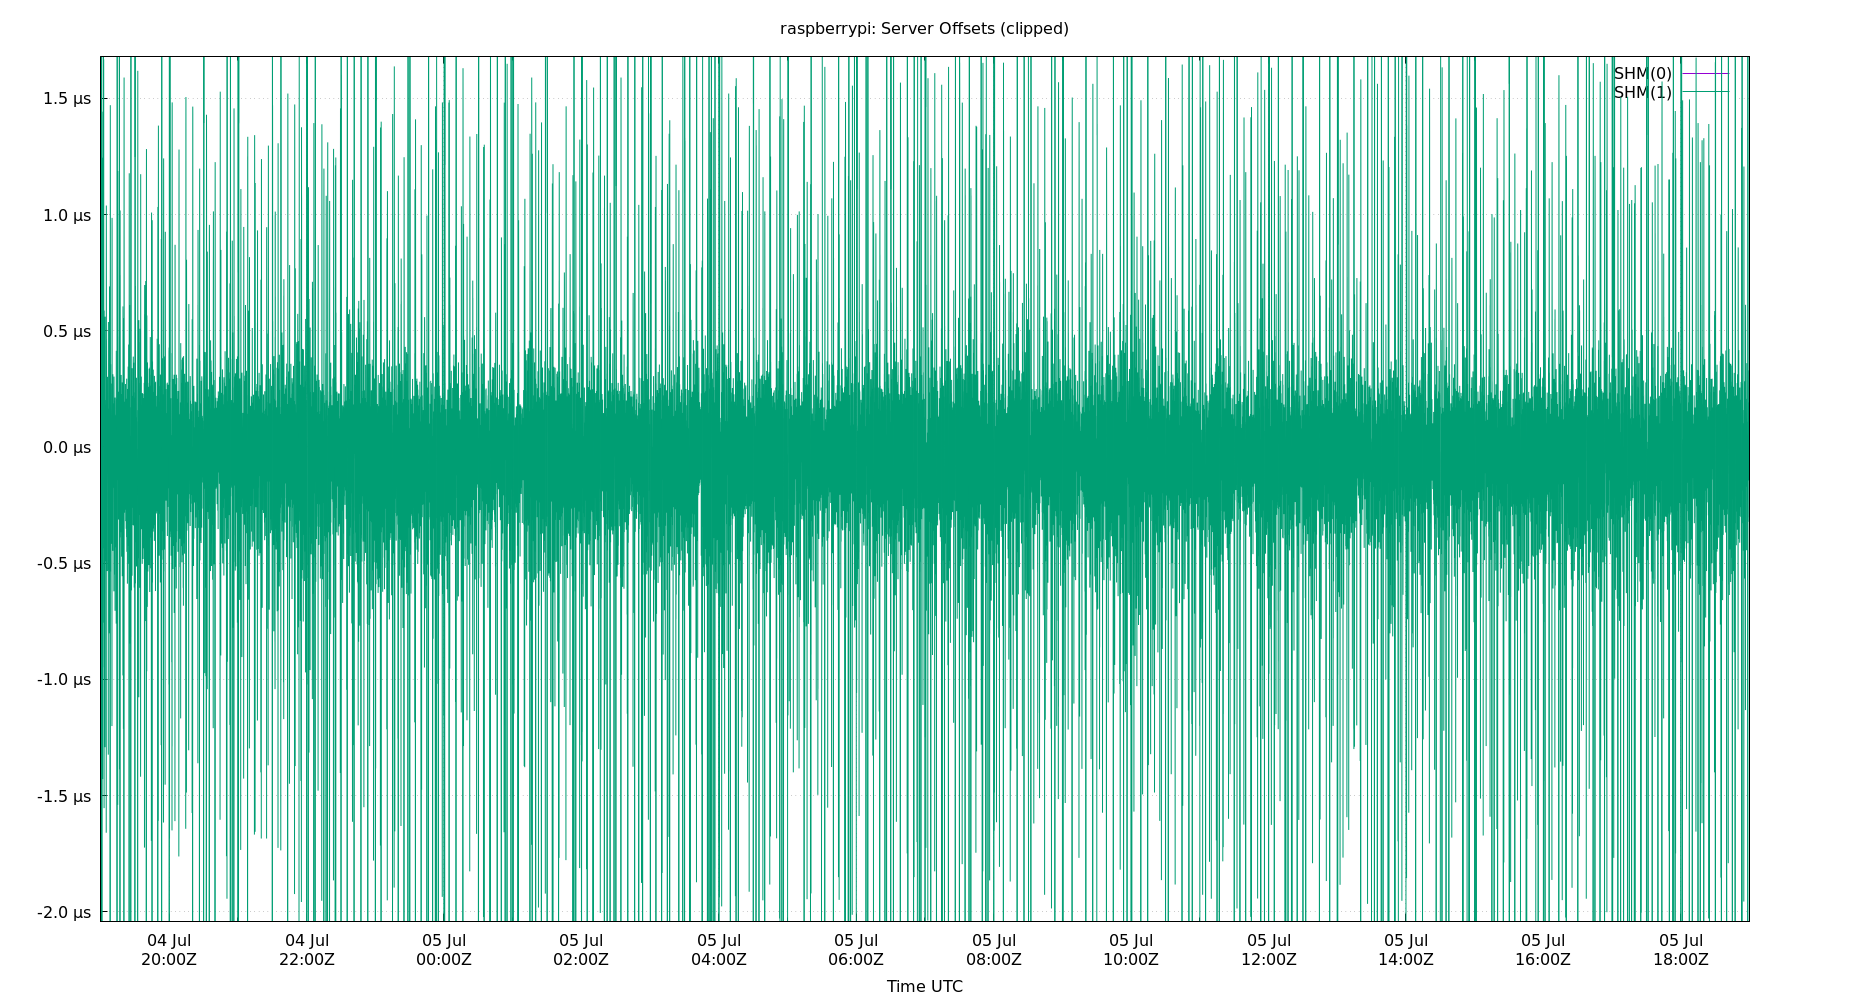 raspberrypi: Server Offsets (clipped)
SHM(0)
SHM(1)
1.5 µs
1.0 µs
0.5 µs
0.0 µs
-0.5 µs
-1.0 µs
-1.5 µs
-2.0 µs
04 Jul 04 Jul 05 Jul 05 Jul 05 Jul 05 Jul 05 Jul 05 Jul 05 Jul 05 Jul 05 Jul 05 Jul
20:00Z 22:00Z 00:00Z 02:00Z 04:00Z 06:00Z 08:00Z 10:00Z 12:00Z 14:00Z 16:00Z 18:00Z
Time UTC